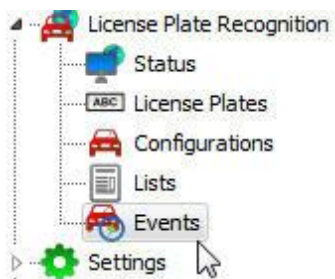 License Plate Recognition
Status
ABC License Plates
Configurations
Lists
Events
Settings